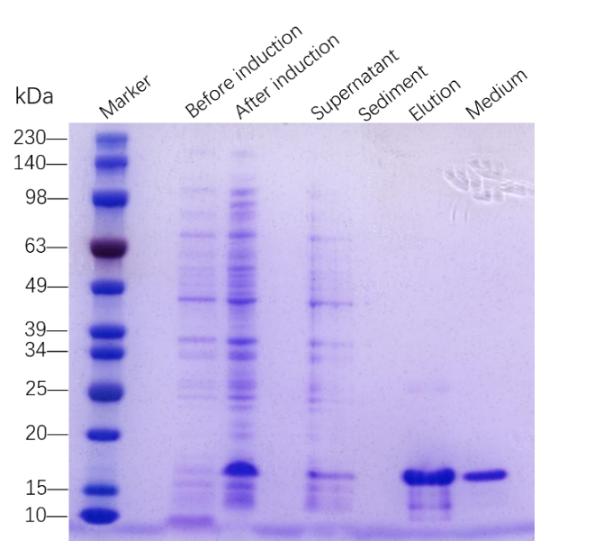 kDa
Marker
Before induction
After induction
Supernatant
Sediment
Elution
Medium
230
140
98
63
49
39
34
25
20
15
10